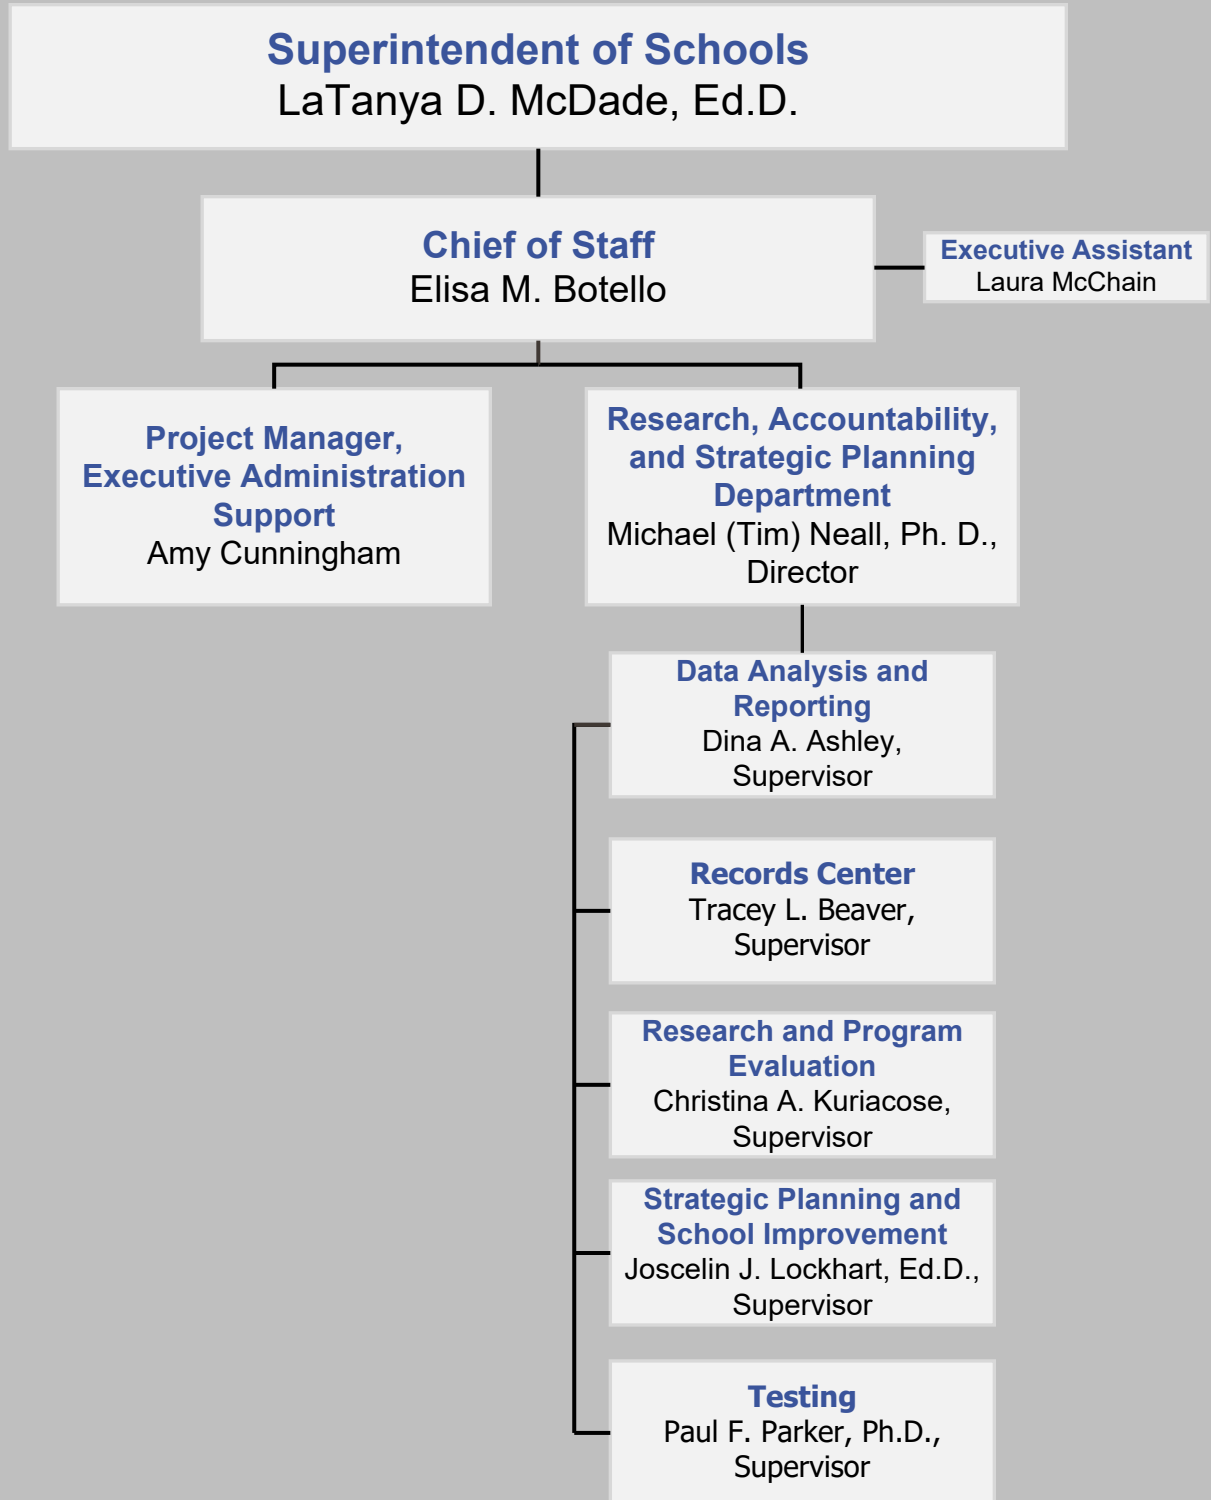 Superintendent of Schools
LaTanya D. McDade, Ed.D.
Chief of Staff
Elisa M. Botello
Executive Assistant
Laura McChain
Project Manager,
Executive Administration
Support
Amy Cunningham
Research, Accountability,
and Strategic Planning
Department
Michael (Tim) Neall, Ph. D.,
Director
Data Analysis and
Reporting
Dina A. Ashley,
Supervisor
Records Center
Tracey L. Beaver,
Supervisor
Research and Program
Evaluation
Christina A. Kuriacose,
Supervisor
Strategic Planning and
School Improvement
Joscelin J. Lockhart, Ed.D.,
Supervisor
Testing
Paul F. Parker, Ph.D.,
Supervisor